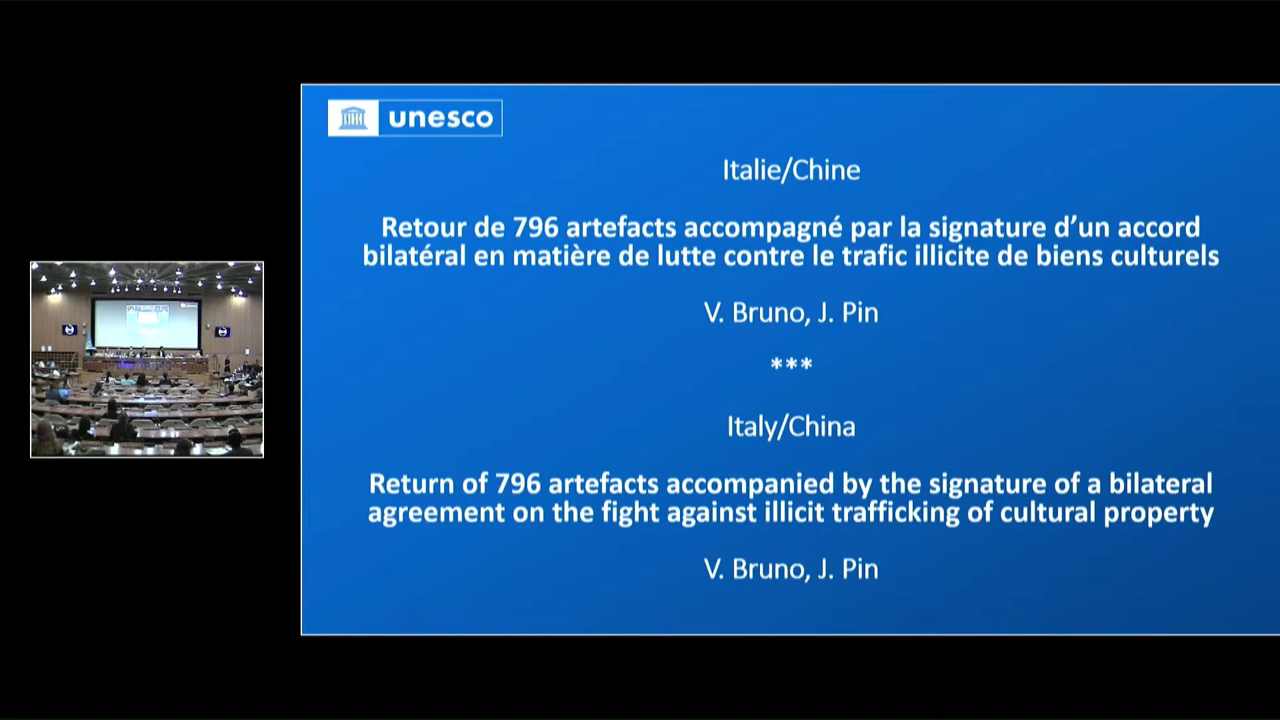 unesco
Italie/Chine
Retour de 796 artefacts accompagné par la signature d’un accord
bilatéral en matière de lutte contre le trafic illicite de biens culturels
V. Bruno, J. Pin
***
Italy/China
Return of 796 artefacts accompanied by the signature of a bilateral
agreement on the fight against illicit trafficking of cultural property
V. Bruno, J. Pin